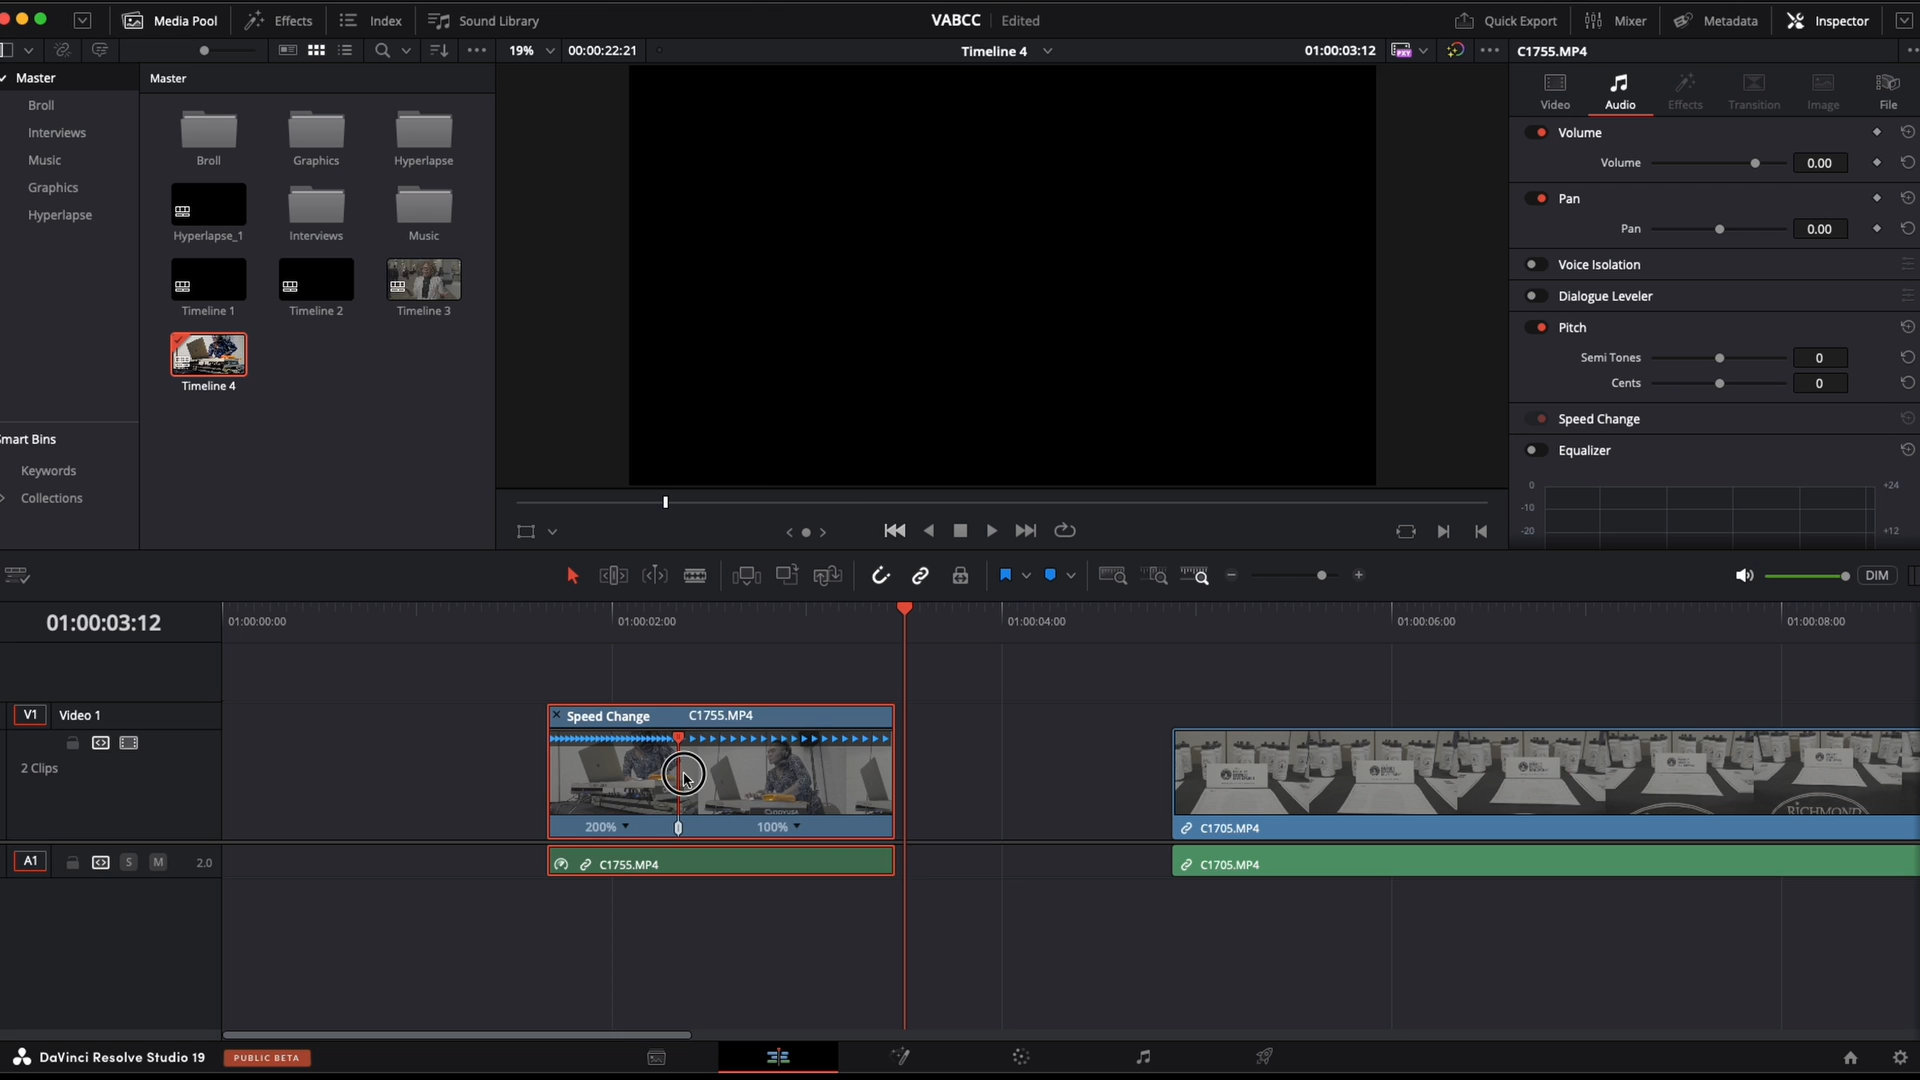 Media Pool
Effects
Index
Sound Library
VABCC
Edited
Quick Export
Mixer
Metadata
Inspector
19%
00:00:22:21
Timeline 4
01:00:03:12
C1755.MP4
Master
Broll
Interviews
Music
Graphics
Hyperlapse
Smart Bins
Keywords
Collections
Master
Broll
Graphics
Hyperlapse
Hyperlapse_1
Interviews
Music
Timeline 1
Timeline 2
Timeline 3
Timeline 4
Video
Audio
Effects
Transition
Image
File
Volume
Volume 0.00
Pan
Pan 0.00
Voice Isolation
Dialogue Leveler
Pitch
Semi Tones 0
Cents 0
Speed Change
Equalizer
0 +24
-10
-20 +12
DIM
01:00:03:12
01:00:00:00
01:00:02:00
01:00:04:00
01:00:06:00
01:00:08:00
V1 Video 1
2 Clips
Speed Change C1755.MP4
200% 100%
RICHMOND
C1705.MP4
A1 S M 2.0
C1755.MP4
C1705.MP4
DaVinci Resolve Studio 19
PUBLIC BETA